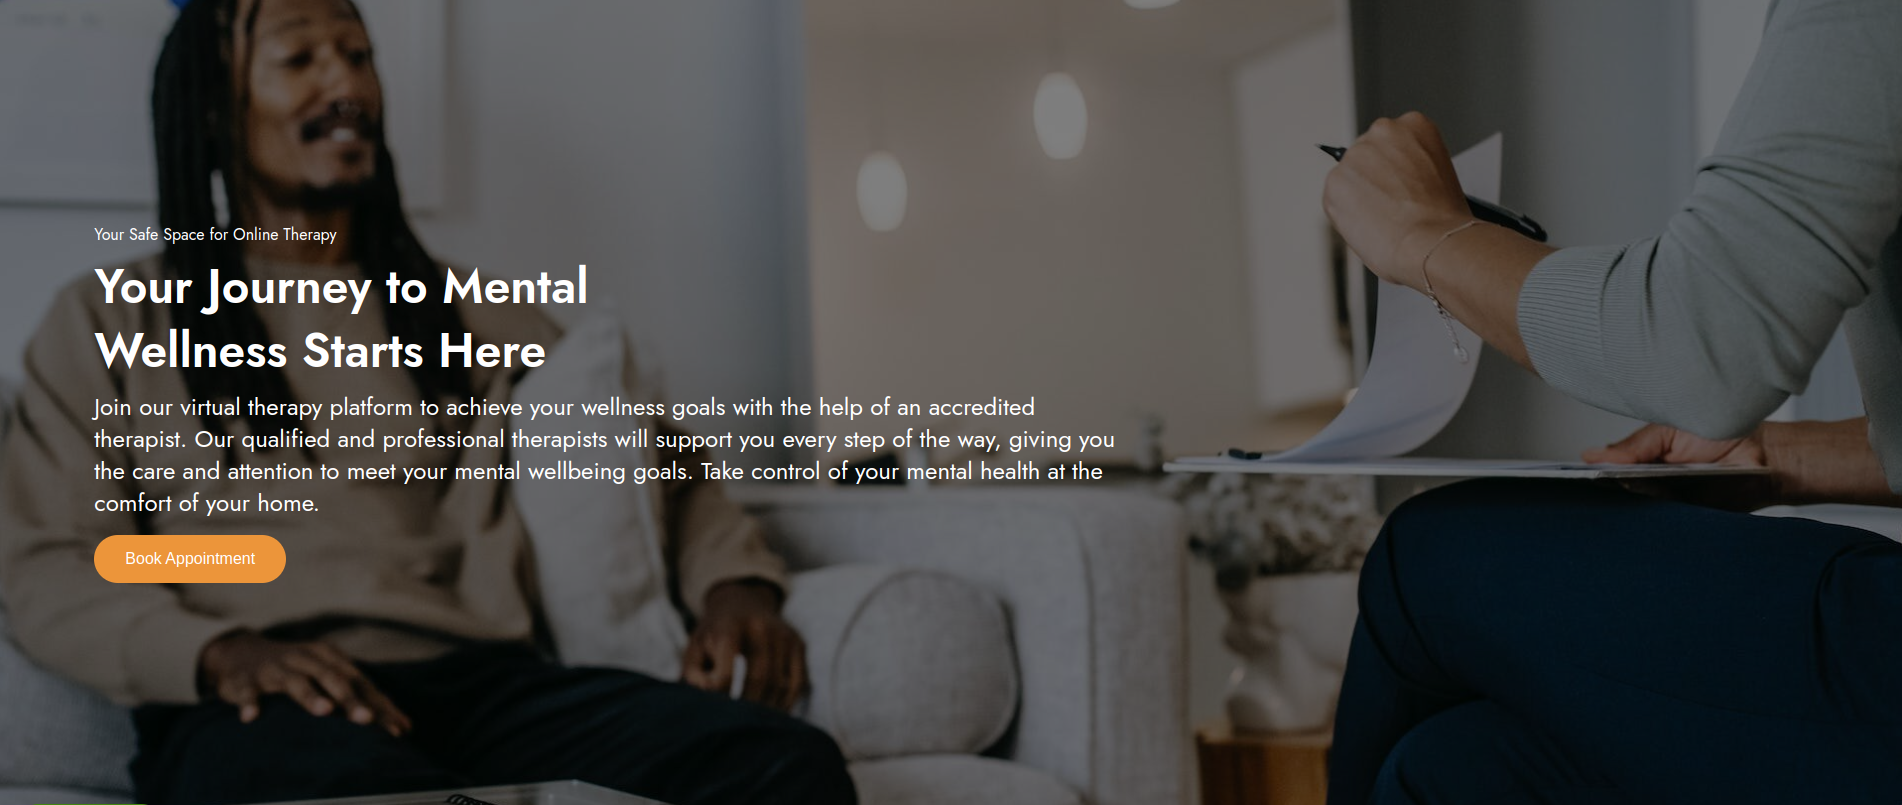 Your Safe Space for Online Therapy
Your Journey to Mental
Wellness Starts Here
Join our virtual therapy platform to achieve your wellness goals with the help of an accredited
therapist. Our qualified and professional therapists will support you every step of the way, giving you
the care and attention to meet your mental wellbeing goals. Take control of your mental health at the
comfort of your home.
Book Appointment